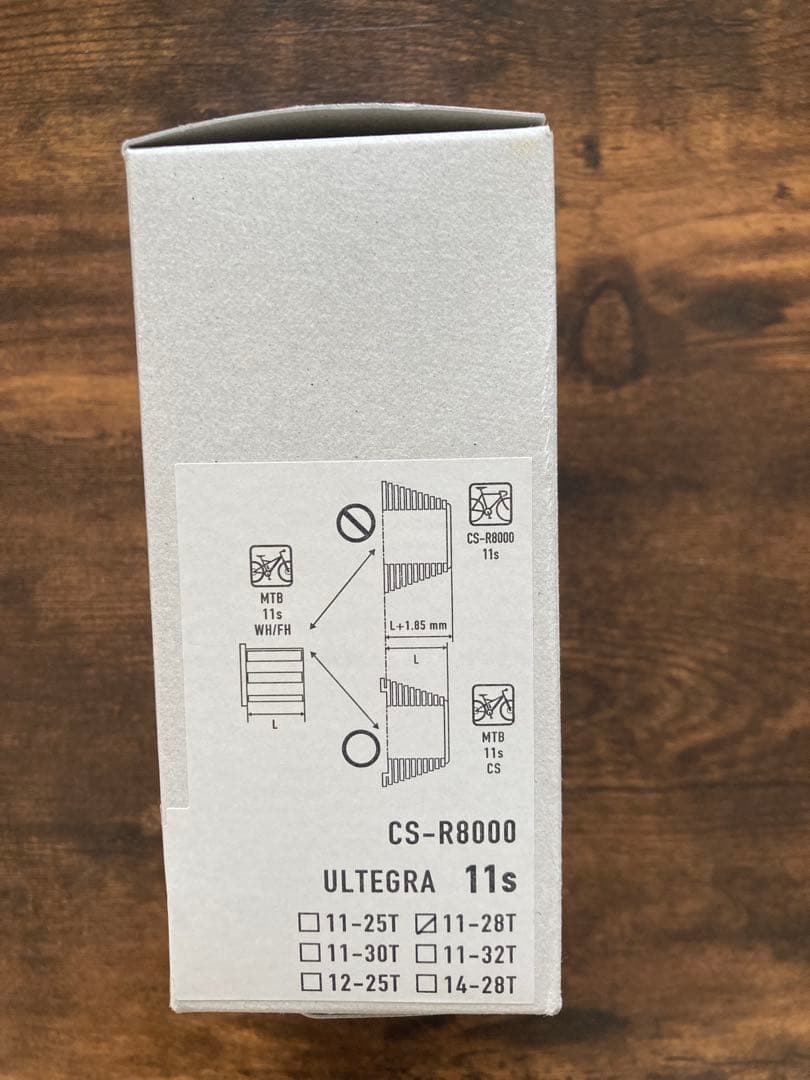 CS-R8000
11s
MTB
11s
WH/FH
L+1.85 mm
L
L
MTB
11s
CS
CS-R8000
ULTEGRA 11s
11-25T 11-28T
11-30T 11-32T
12-25T 14-28T